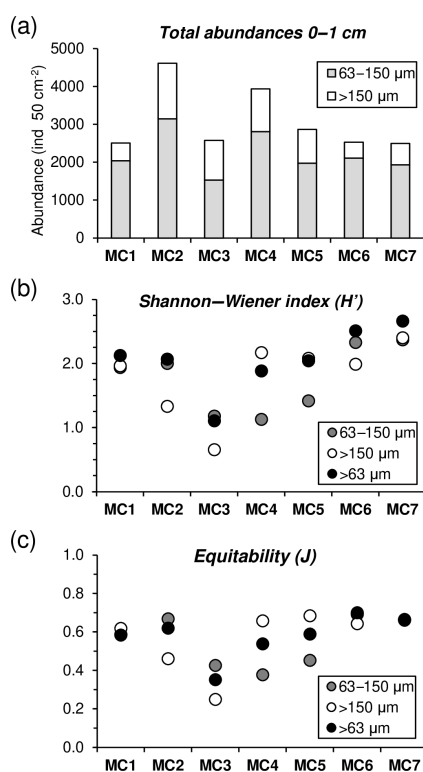 (a)
Total abundances 0–1 cm
5000
4000
3000
2000
1000
0
Abundance (ind 50 cm-2)
63–150 µm
>150 µm
MC1 MC2 MC3 MC4 MC5 MC6 MC7
(b)
Shannon–Wiener index (H')
3.0
2.0
1.0
0.0
63–150 µm
>150 µm
>63 µm
MC1 MC2 MC3 MC4 MC5 MC6 MC7
(c)
Equitability (J)
1.0
0.8
0.6
0.4
0.2
0.0
63–150 µm
>150 µm
>63 µm
MC1 MC2 MC3 MC4 MC5 MC6 MC7